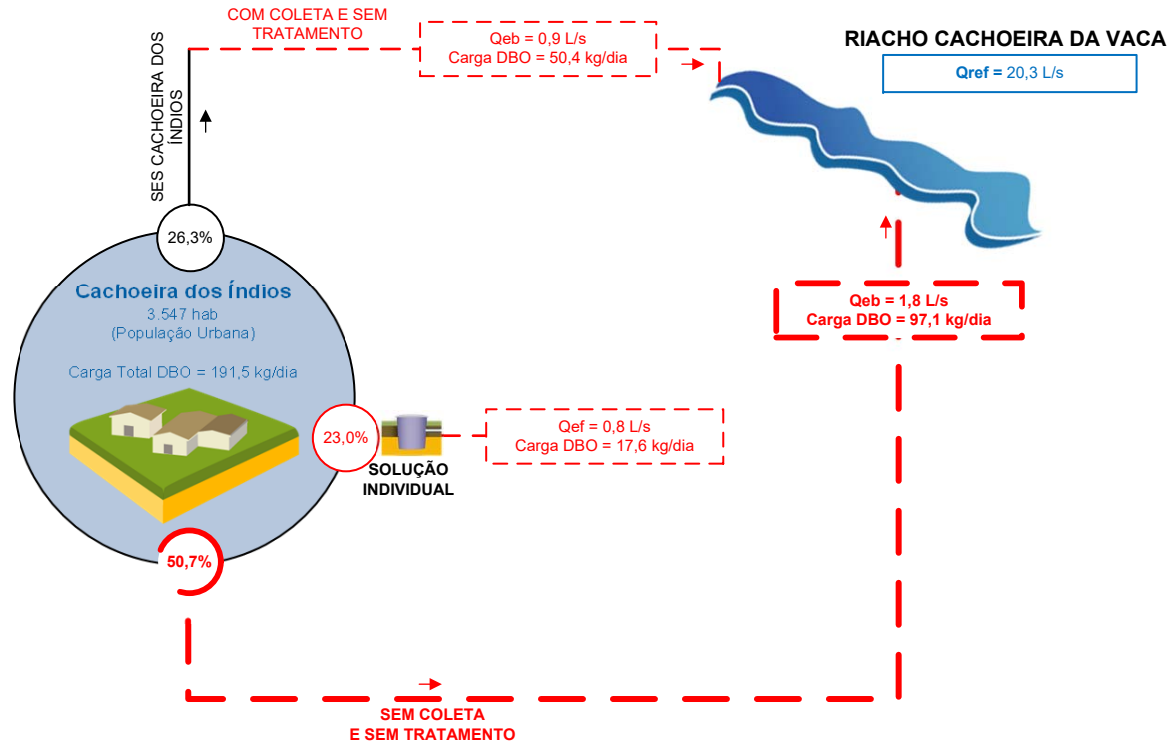 COM COLETA E SEM
TRATAMENTO
Qeb = 0,9 L/s
Carga DBO = 50,4 kg/dia
RIACHO CACHOEIRA DA VACA
Qref = 20,3 L/s
SES CACHOEIRA DOS
ÍNDIOS
26,3%
Cachoeira dos Índios
3.547 hab
(População Urbana)
Carga Total DBO = 191,5 kg/dia
23,0%
SOLUÇÃO
INDIVIDUAL
Qef = 0,8 L/s
Carga DBO = 17,6 kg/dia
Qeb = 1,8 L/s
Carga DBO = 97,1 kg/dia
50,7%
SEM COLETA
E SEM TRATAMENTO